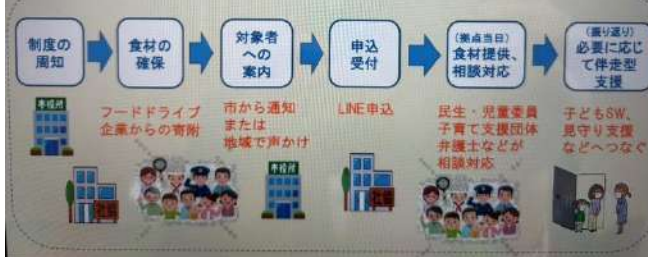 制度の
周知
食材の
確保
対象者
への
案内
申込
受付
(拠点当日)
食材提供、
相談対応
(振り返り)
必要に応じ
て伴走型
支援
フードドライブ
企業からの寄附
市から通知
または
地域で声かけ
LINE申込
民生・児童委員
子育て支援団体
弁護士などが
相談対応
子どもSW、
見守り支援
などへつなぐ
市役所
市役所